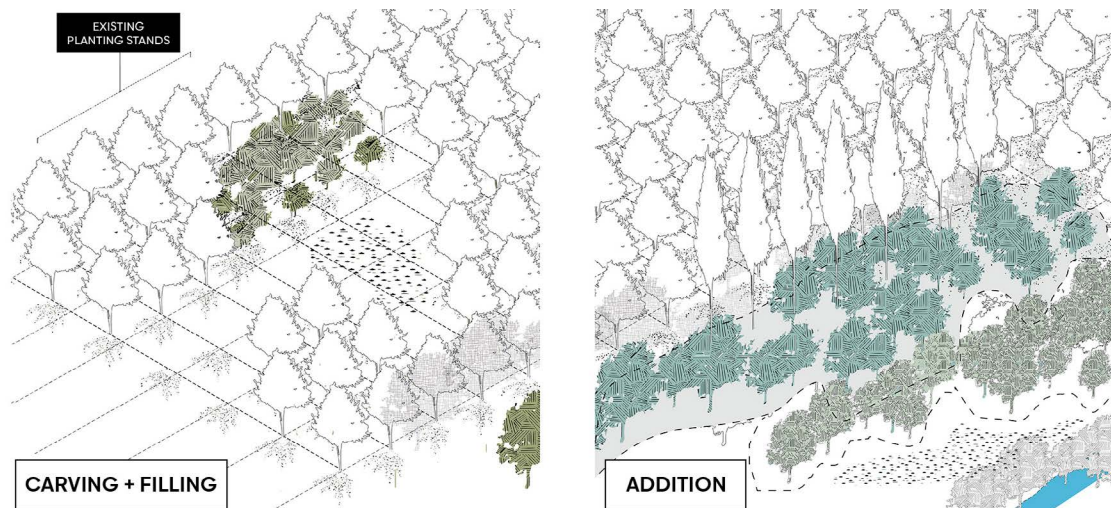 EXISTING
PLANTING STANDS
CARVING + FILLING
ADDITION